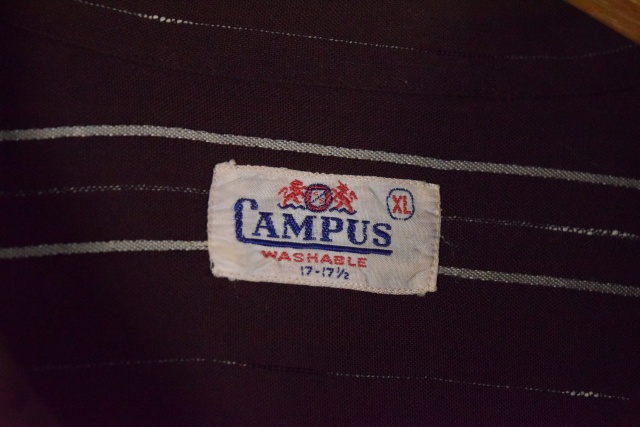 XL
CAMPUS
WASHABLE
17-17½